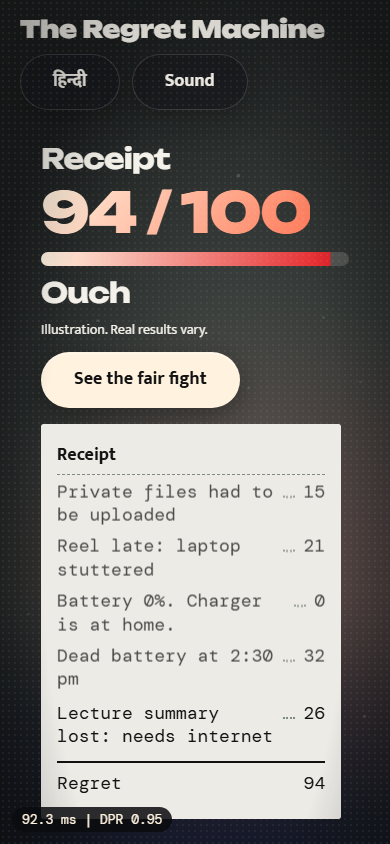 The Regret Machine
हिन्दी
Sound
Receipt
94 / 100
Ouch
Illustration. Real results vary.
See the fair fight
Receipt
Private files had to .... 15
be uploaded
Reel late: laptop .... 21
stuttered
Battery 0%. Charger .... 0
is at home.
Dead battery at 2:30 .... 32
pm
Lecture summary .... 26
lost: needs internet
Regret 94
92.3 ms | DPR 0.95